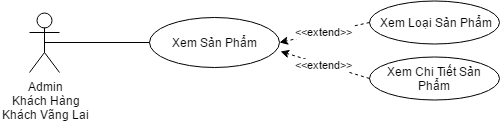 Xem Loại Sản Phẩm
<<extend>>
Xem Sản Phẩm
<<extend>>
Xem Chi Tiết Sản
Phẩm
Admin
Khách Hàng
Khách Vãng Lai